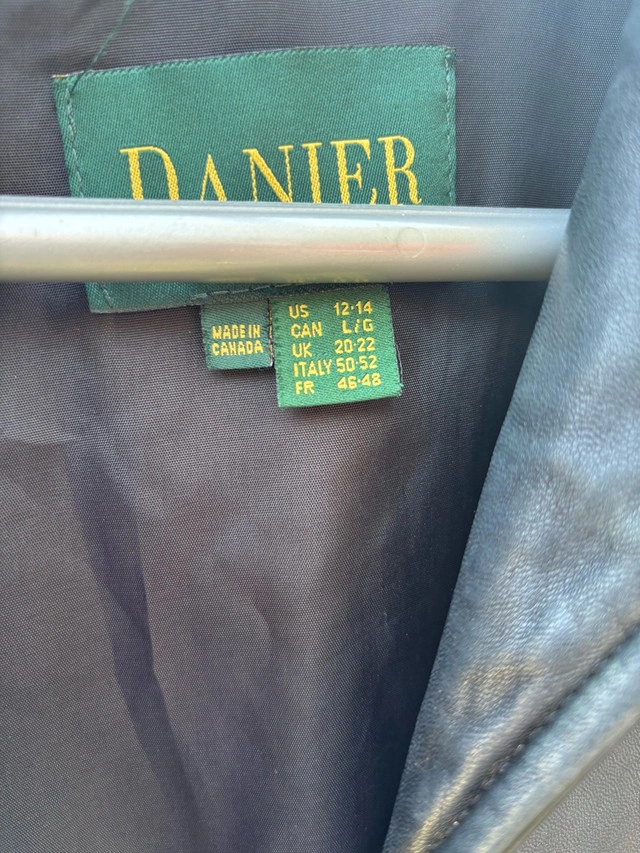 DANIER
MADE IN
CANADA
US 12·14
CAN L/G
UK 20·22
ITALY 50·52
FR 46·48